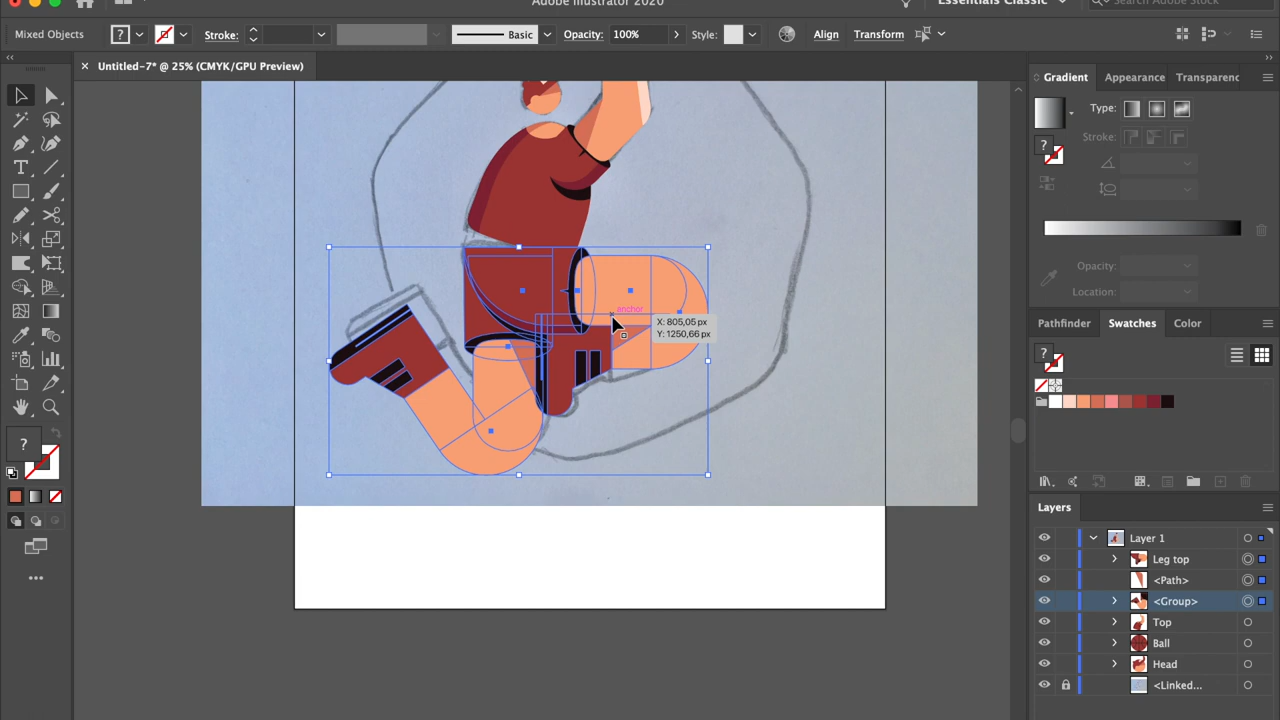 Adobe Illustrator 2020
Essentials Classic
Search Adobe Stock
Mixed Objects
?
Stroke:
Basic
Opacity:
100%
Style:
Align
Transform
× Untitled-7* @ 25% (CMYK/GPU Preview)
Gradient
Appearance
Transparenc
Type:
Stroke:
?
Opacity:
Location:
anchor
X: 805,05 px
Y: 1250,66 px
Pathfinder
Swatches
Color
?
?
Layers
Layer 1
Leg top
<Path>
<Group>
Top
Ball
Head
<Linked...